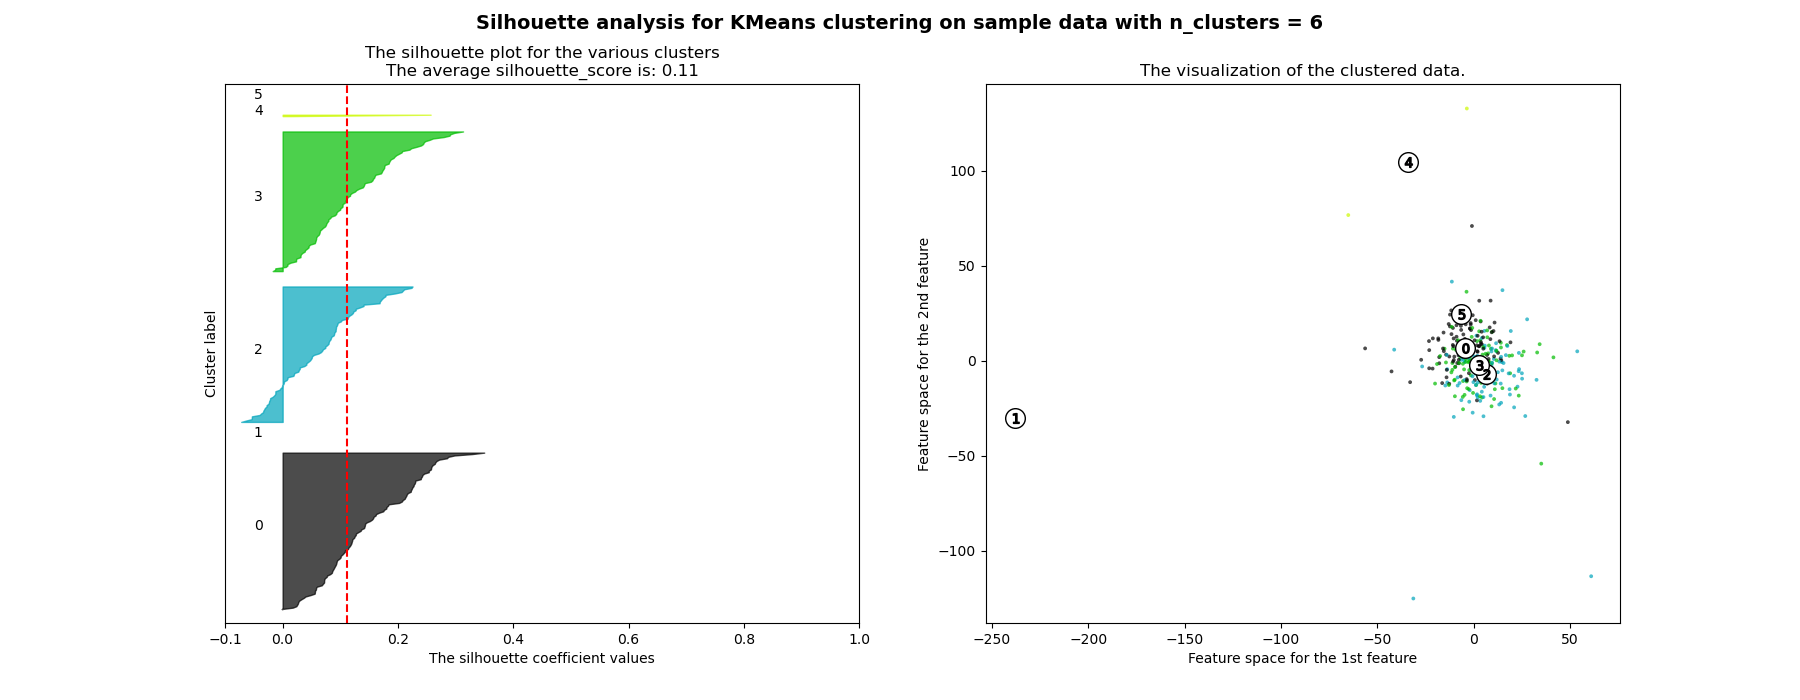 Silhouette analysis for KMeans clustering on sample data with n_clusters = 6
The silhouette plot for the various clusters
The average silhouette_score is: 0.11
5
4
3
2
1
0
Cluster label
−0.1 0.0 0.2 0.4 0.6 0.8 1.0
The silhouette coefficient values
The visualization of the clustered data.
100
50
0
−50
−100
Feature space for the 2nd feature
4
5
0
3
2
1
−250 −200 −150 −100 −50 0 50
Feature space for the 1st feature